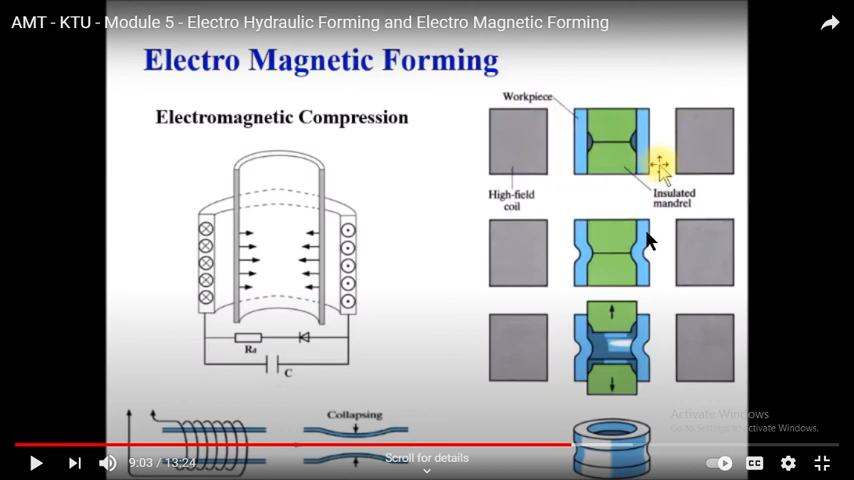 AMT - KTU - Module 5 - Electro Hydraulic Forming and Electro Magnetic Forming
Electro Magnetic Forming
Electromagnetic Compression
Workpiece
High-field
coil
Insulated
mandrel
Rd
C
Collapsing
Activate Windows
Go to Settings to activate Windows.
Scroll for details
9:03 / 13:24
CC